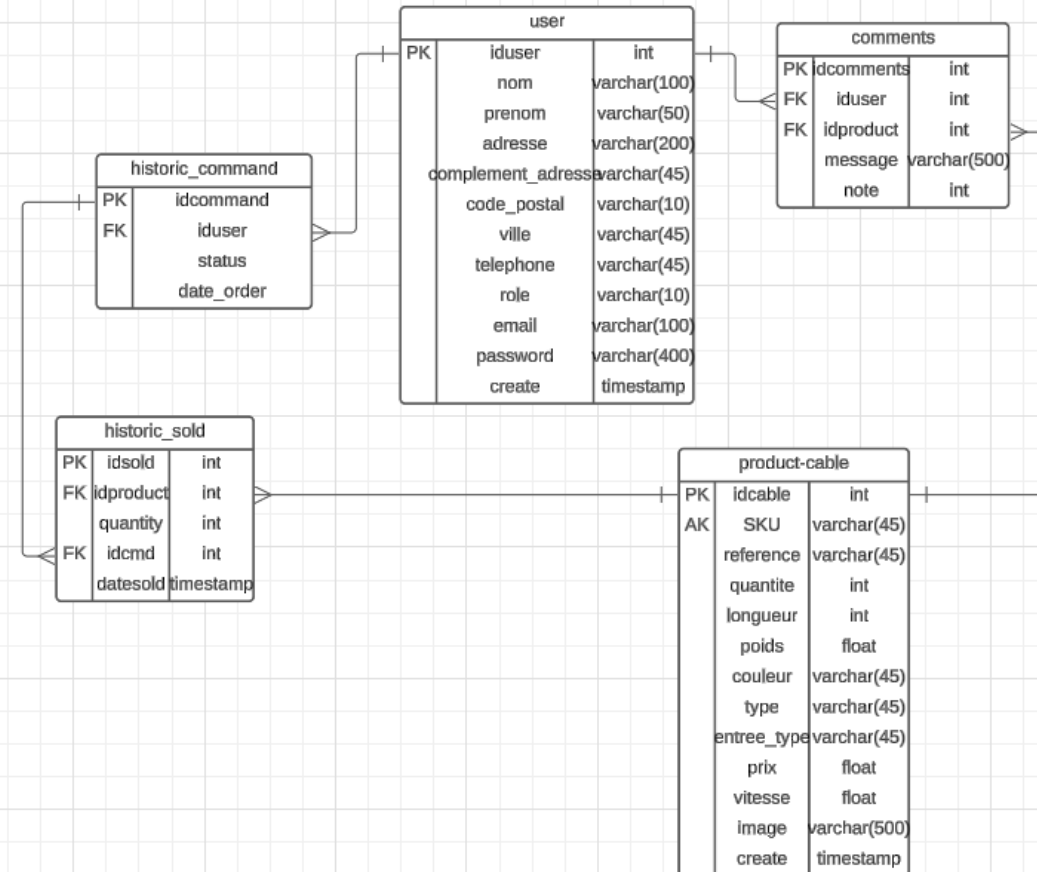 user
PK iduser int
nom varchar(100)
prenom varchar(50)
adresse varchar(200)
complement_adresse varchar(45)
code_postal varchar(10)
ville varchar(45)
telephone varchar(45)
role varchar(10)
email varchar(100)
password varchar(400)
create timestamp
comments
PK idcomments int
FK iduser int
FK idproduct int
message varchar(500)
note int
historic_command
PK idcommand
FK iduser
status
date_order
historic_sold
PK idsold int
FK idproduct int
quantity int
FK idcmd int
datesold timestamp
product-cable
PK idcable int
AK SKU varchar(45)
reference varchar(45)
quantite int
longueur int
poids float
couleur varchar(45)
type varchar(45)
entree_type varchar(45)
prix float
vitesse float
image varchar(500)
create timestamp